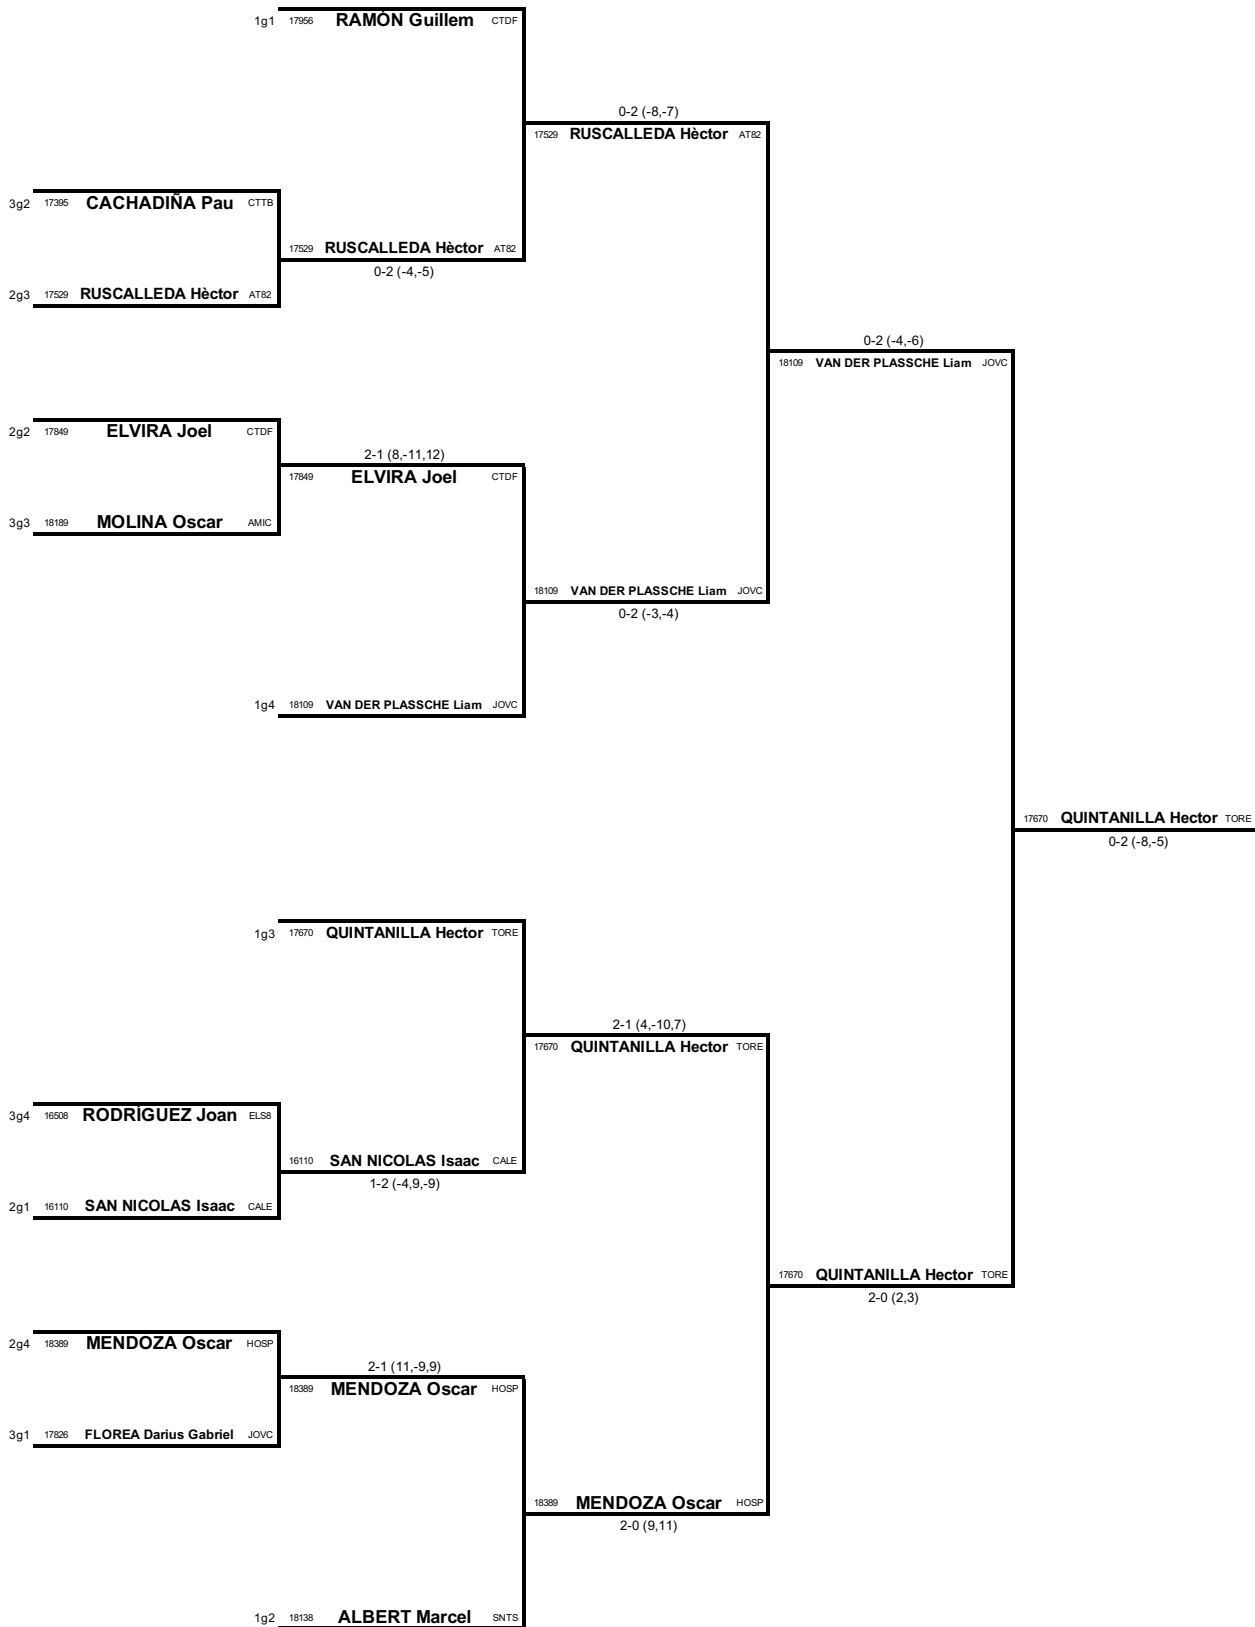 1g1 17956 RAMÓN Guillem CTDF
0-2 (-8,-7)
17529 RUSCALLEDA Hèctor AT82
3g2 17395 CACHADIÑA Pau CTTB
17529 RUSCALLEDA Hèctor AT82
0-2 (-4,-5)
2g3 17529 RUSCALLEDA Hèctor AT82
0-2 (-4,-6)
18109 VAN DER PLASSCHE Liam JOVC
2g2 17849 ELVIRA Joel CTDF
2-1 (8,-11,12)
17849 ELVIRA Joel CTDF
3g3 18189 MOLINA Oscar AMIC
18109 VAN DER PLASSCHE Liam JOVC
0-2 (-3,-4)
1g4 18109 VAN DER PLASSCHE Liam JOVC
17670 QUINTANILLA Hector TORE
0-2 (-8,-5)
1g3 17670 QUINTANILLA Hector TORE
2-1 (4,-10,7)
17670 QUINTANILLA Hector TORE
3g4 16508 RODRÍGUEZ Joan ELS8
16110 SAN NICOLAS Isaac CALE
1-2 (-4,9,-9)
2g1 16110 SAN NICOLAS Isaac CALE
17670 QUINTANILLA Hector TORE
2-0 (2,3)
2g4 18389 MENDOZA Oscar HOSP
2-1 (11,-9,9)
18389 MENDOZA Oscar HOSP
3g1 17826 FLOREA Darius Gabriel JOVC
18389 MENDOZA Oscar HOSP
2-0 (9,11)
1g2 18138 ALBERT Marcel SNTS